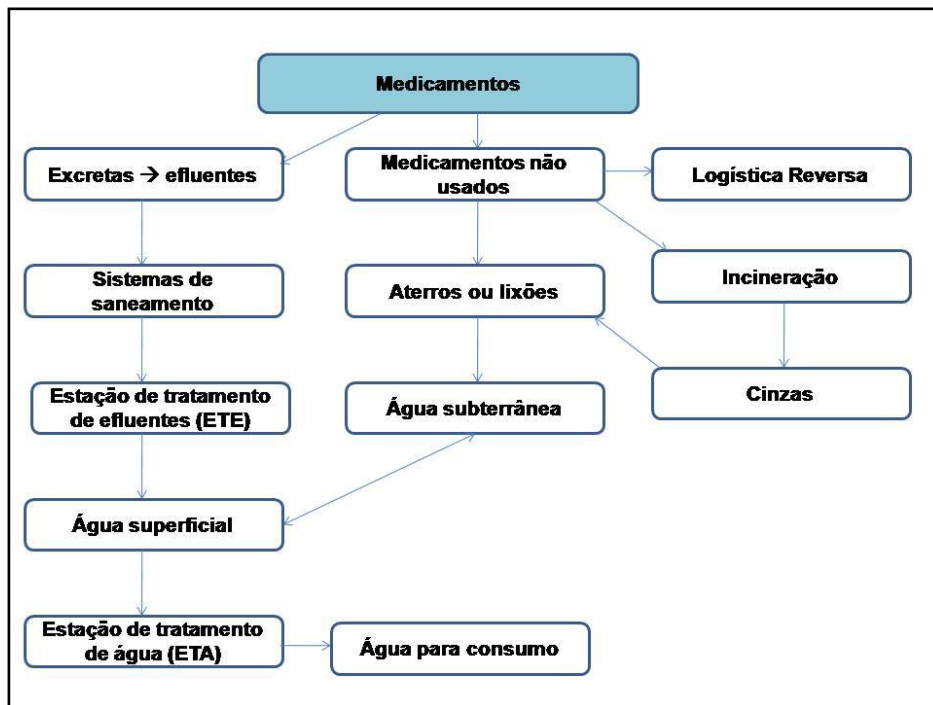 Medicamentos
Excretas → efluentes
Medicamentos não
usados
Logística Reversa
Sistemas de
saneamento
Aterros ou lixões
Incineração
Estação de tratamento
de efluentes (ETE)
Água subterrânea
Cinzas
Água superficial
Estação de tratamento
de água (ETA)
Água para consumo